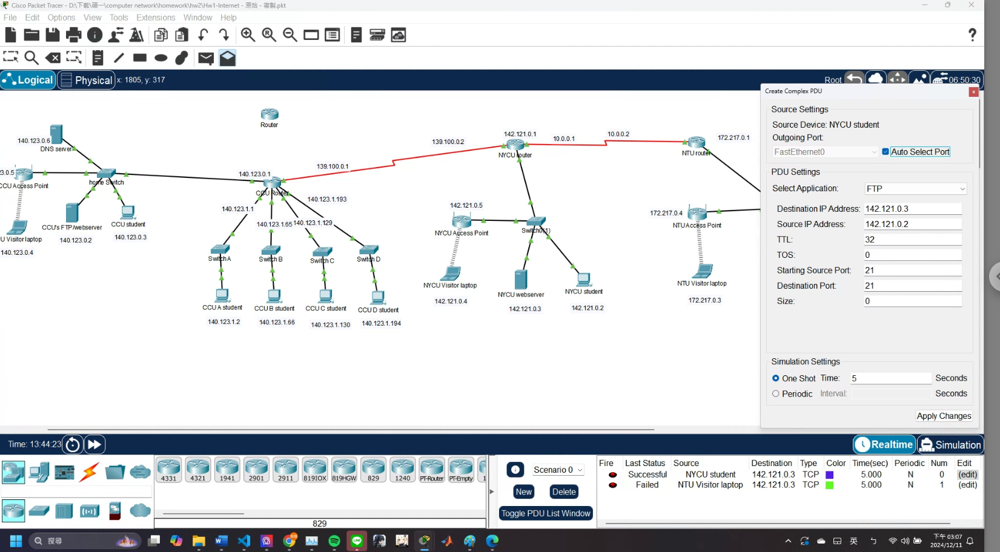 Cisco Packet Tracer - D:\下載\碩一\computer network\homework\hw2\Hw1-Internet - 原始 - 複製.pkt
File Edit Options View Tools Extensions Window Help
Logical Physical x: 1805, y: 317 Root 06:50:30
Create Complex PDU
Source Settings
Source Device: NYCU student
Outgoing Port:
FastEthernet0 Auto Select Port
PDU Settings
Select Application: FTP
Destination IP Address: 142.121.0.3
Source IP Address: 142.121.0.2
TTL: 32
TOS: 0
Starting Source Port: 21
Destination Port: 21
Size: 0
Simulation Settings
One Shot Time: 5 Seconds
Periodic Interval: Seconds
Apply Changes
Router
140.123.0.6
DNS server
3.0.5
CCU Access Point
home Switch
CCU's FTP/webserver
140.123.0.2
CCU student
140.123.0.3
U Visitor laptop
140.123.0.4
140.123.0.1
CCU Router
139.100.0.1
139.100.0.2
140.123.1.1
140.123.1.65
140.123.1.129
140.123.1.193
Switch A
Switch B
Switch C
Switch D
CCU A student
CCU B student
CCU C student
CCU D student
140.123.1.2
140.123.1.66
140.123.1.130
140.123.1.194
142.121.0.1
NYCU router
10.0.0.1
10.0.0.2
NTU router
172.217.0.1
142.121.0.5
NYCU Access Point
Switch0(1)
NYCU Visitor laptop
142.121.0.4
NYCU webserver
142.121.0.3
NYCU student
142.121.0.2
172.217.0.4
NTU Access Point
NTU Visitor laptop
172.217.0.3
Time: 13:44:23 Realtime Simulation
4331 4321 1941 2901 2911 819IOX 819HGW 829 1240 PT-Router PT-Empty 1
829
Scenario 0
New Delete
Toggle PDU List Window
Fire Last Status Source Destination Type Color Time(sec) Periodic Num Edit
Successful NYCU student 142.121.0.3 TCP 5.000 N 0 (edit)
Failed NTU Visitor laptop 142.121.0.3 TCP 5.000 N 1 (edit)
搜尋
英
下午 03:07
2024/12/11